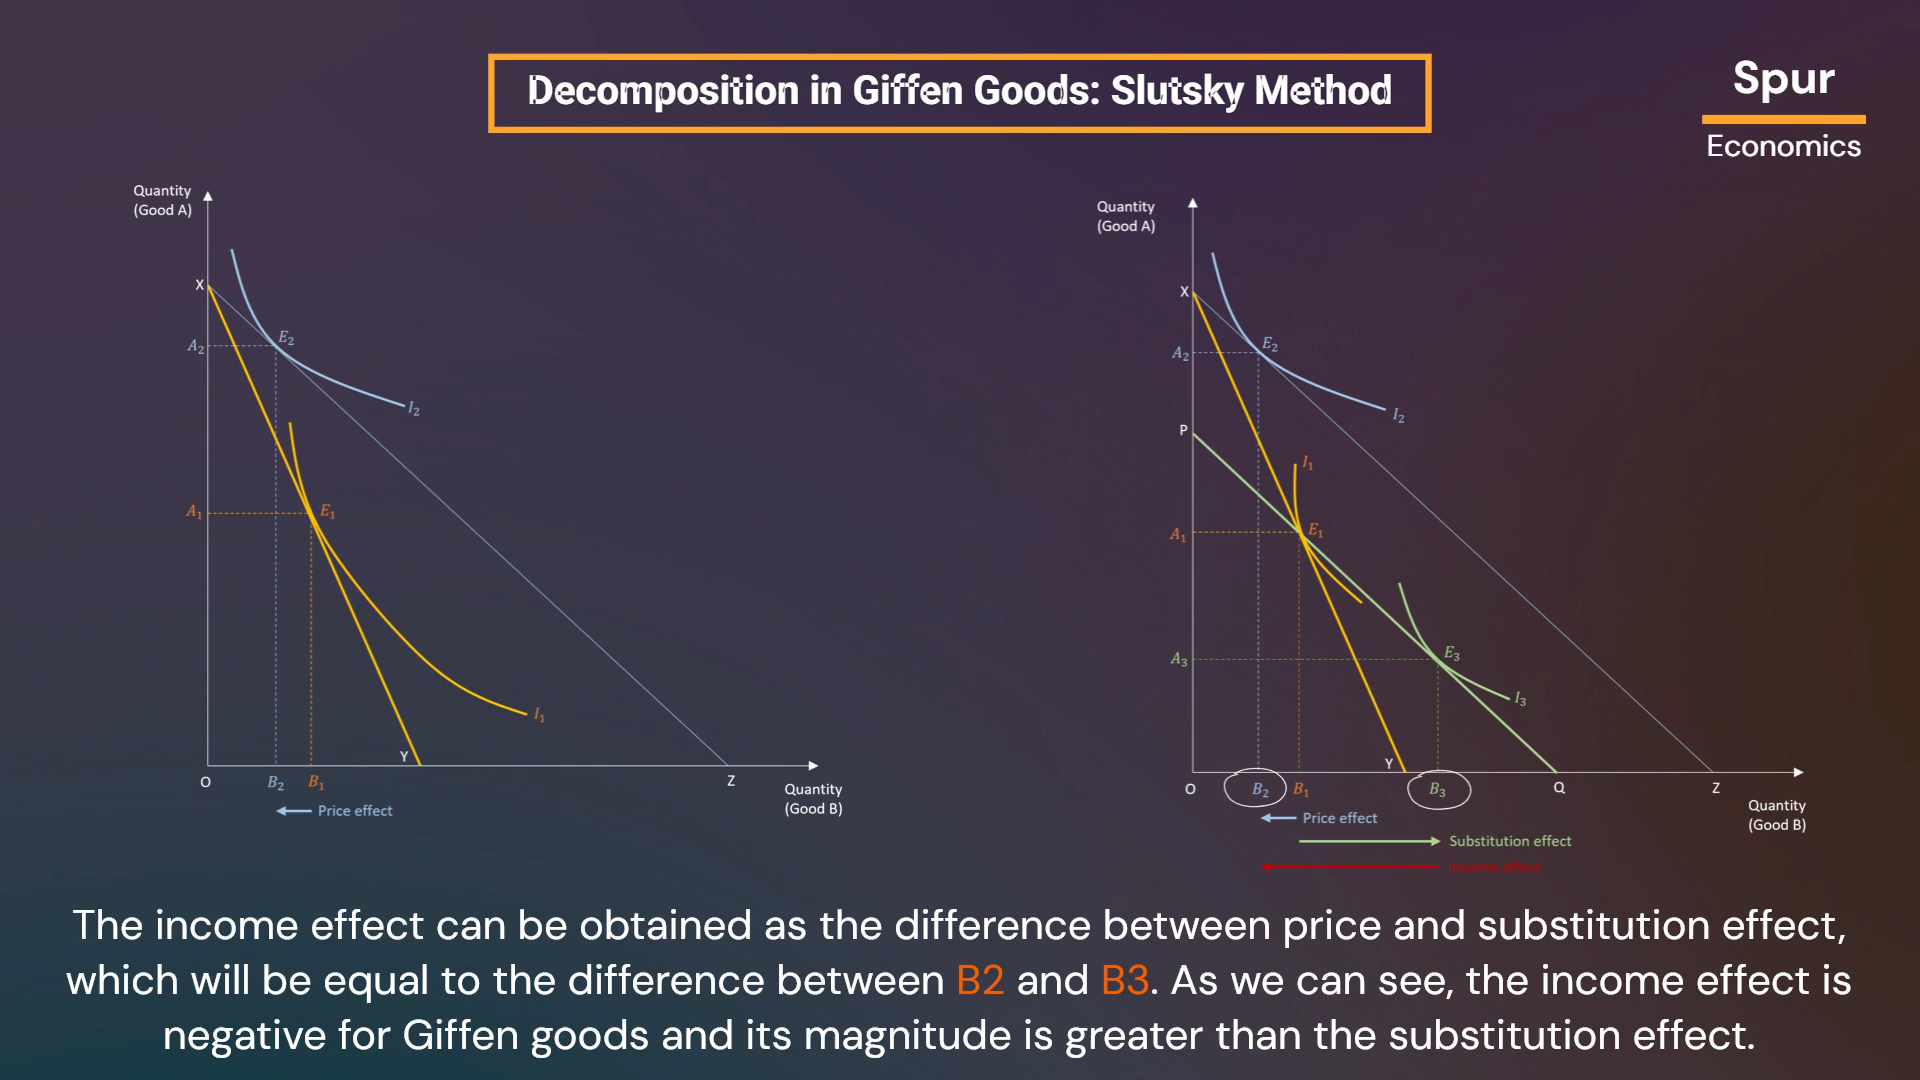 Decomposition in Giffen Goods: Slutsky Method
Spur
Economics
Quantity
(Good A)
X
A2
E2
I2
A1
E1
I1
Y
O
B2
B1
Z
Quantity
(Good B)
Price effect
Quantity
(Good A)
X
A2
E2
I2
P
I1
A1
E1
A3
E3
I3
Y
O
B2
B1
B3
Q
Z
Quantity
(Good B)
Price effect
Substitution effect
Income effect
The income effect can be obtained as the difference between price and substitution effect,
which will be equal to the difference between B2 and B3. As we can see, the income effect is
negative for Giffen goods and its magnitude is greater than the substitution effect.